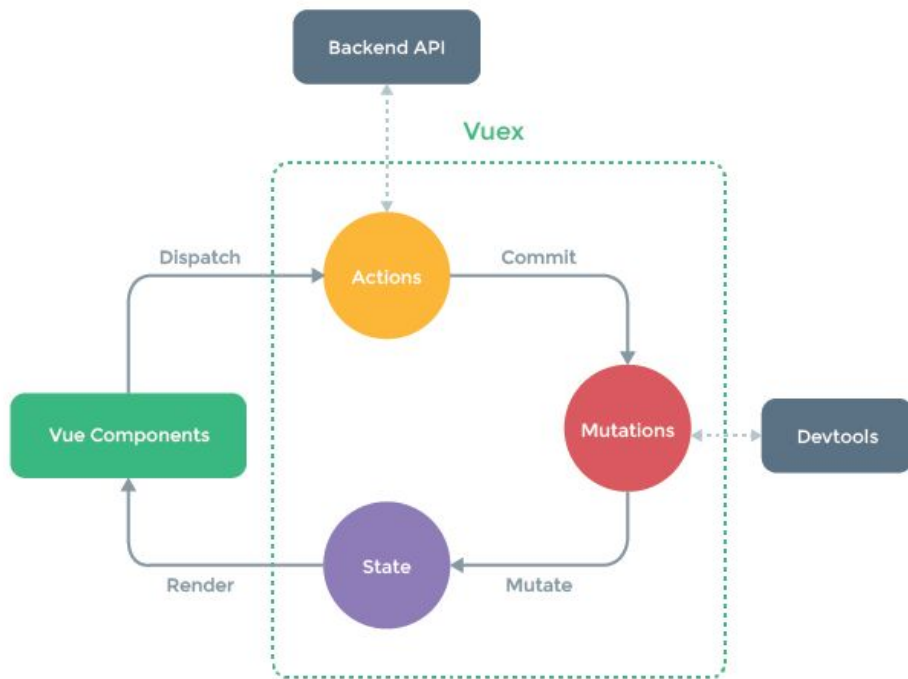 Backend API
Vuex
Dispatch
Actions
Commit
Vue Components
Mutations
Devtools
State
Render
Mutate